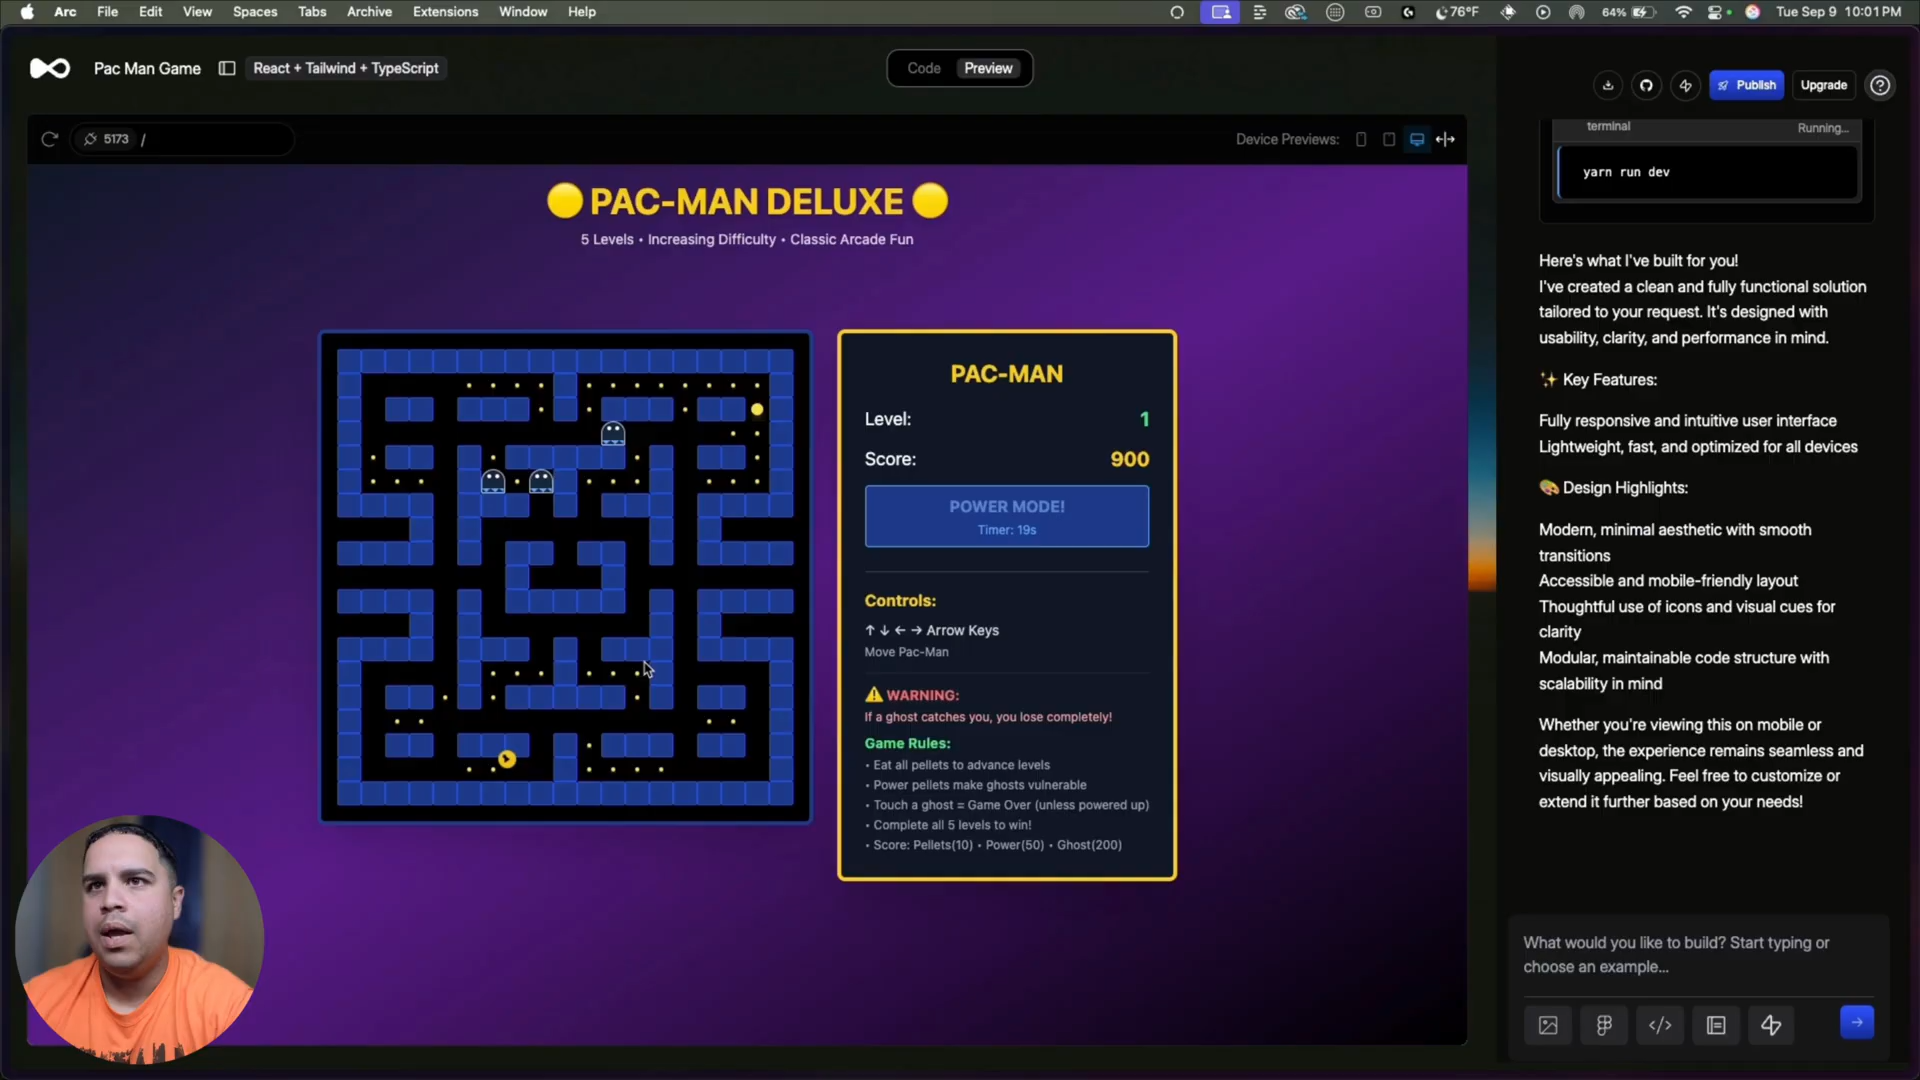 Arc File Edit View Spaces Tabs Archive Extensions Window Help
76°F 64% Tue Sep 9 10:01 PM
Pac Man Game React + Tailwind + TypeScript
Code Preview
Publish Upgrade
5173 /
Device Previews:
PAC-MAN DELUXE
5 Levels • Increasing Difficulty • Classic Arcade Fun
PAC-MAN
Level: 1
Score: 900
POWER MODE!
Timer: 19s
Controls:
↑ ↓ ← → Arrow Keys
Move Pac-Man
⚠️ WARNING:
If a ghost catches you, you lose completely!
Game Rules:
• Eat all pellets to advance levels
• Power pellets make ghosts vulnerable
• Touch a ghost = Game Over (unless powered up)
• Complete all 5 levels to win!
• Score: Pellets(10) • Power(50) • Ghost(200)
terminal Running...
yarn run dev
Here's what I've built for you!
I've created a clean and fully functional solution
tailored to your request. It's designed with
usability, clarity, and performance in mind.
✨ Key Features:
Fully responsive and intuitive user interface
Lightweight, fast, and optimized for all devices
🎨 Design Highlights:
Modern, minimal aesthetic with smooth
transitions
Accessible and mobile-friendly layout
Thoughtful use of icons and visual cues for
clarity
Modular, maintainable code structure with
scalability in mind
Whether you're viewing this on mobile or
desktop, the experience remains seamless and
visually appealing. Feel free to customize or
extend it further based on your needs!
What would you like to build? Start typing or
choose an example...